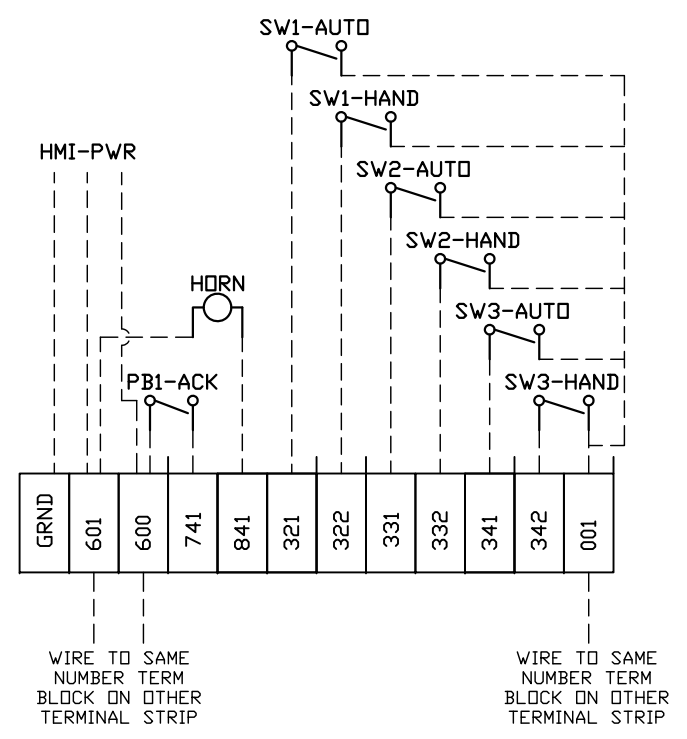 SW1-AUTO
SW1-HAND
HMI-PWR
SW2-AUTO
SW2-HAND
HORN
SW3-AUTO
PB1-ACK
SW3-HAND
GRND
601
600
741
841
321
322
331
332
341
342
001
WIRE TO SAME
NUMBER TERM
BLOCK ON OTHER
TERMINAL STRIP
WIRE TO SAME
NUMBER TERM
BLOCK ON OTHER
TERMINAL STRIP